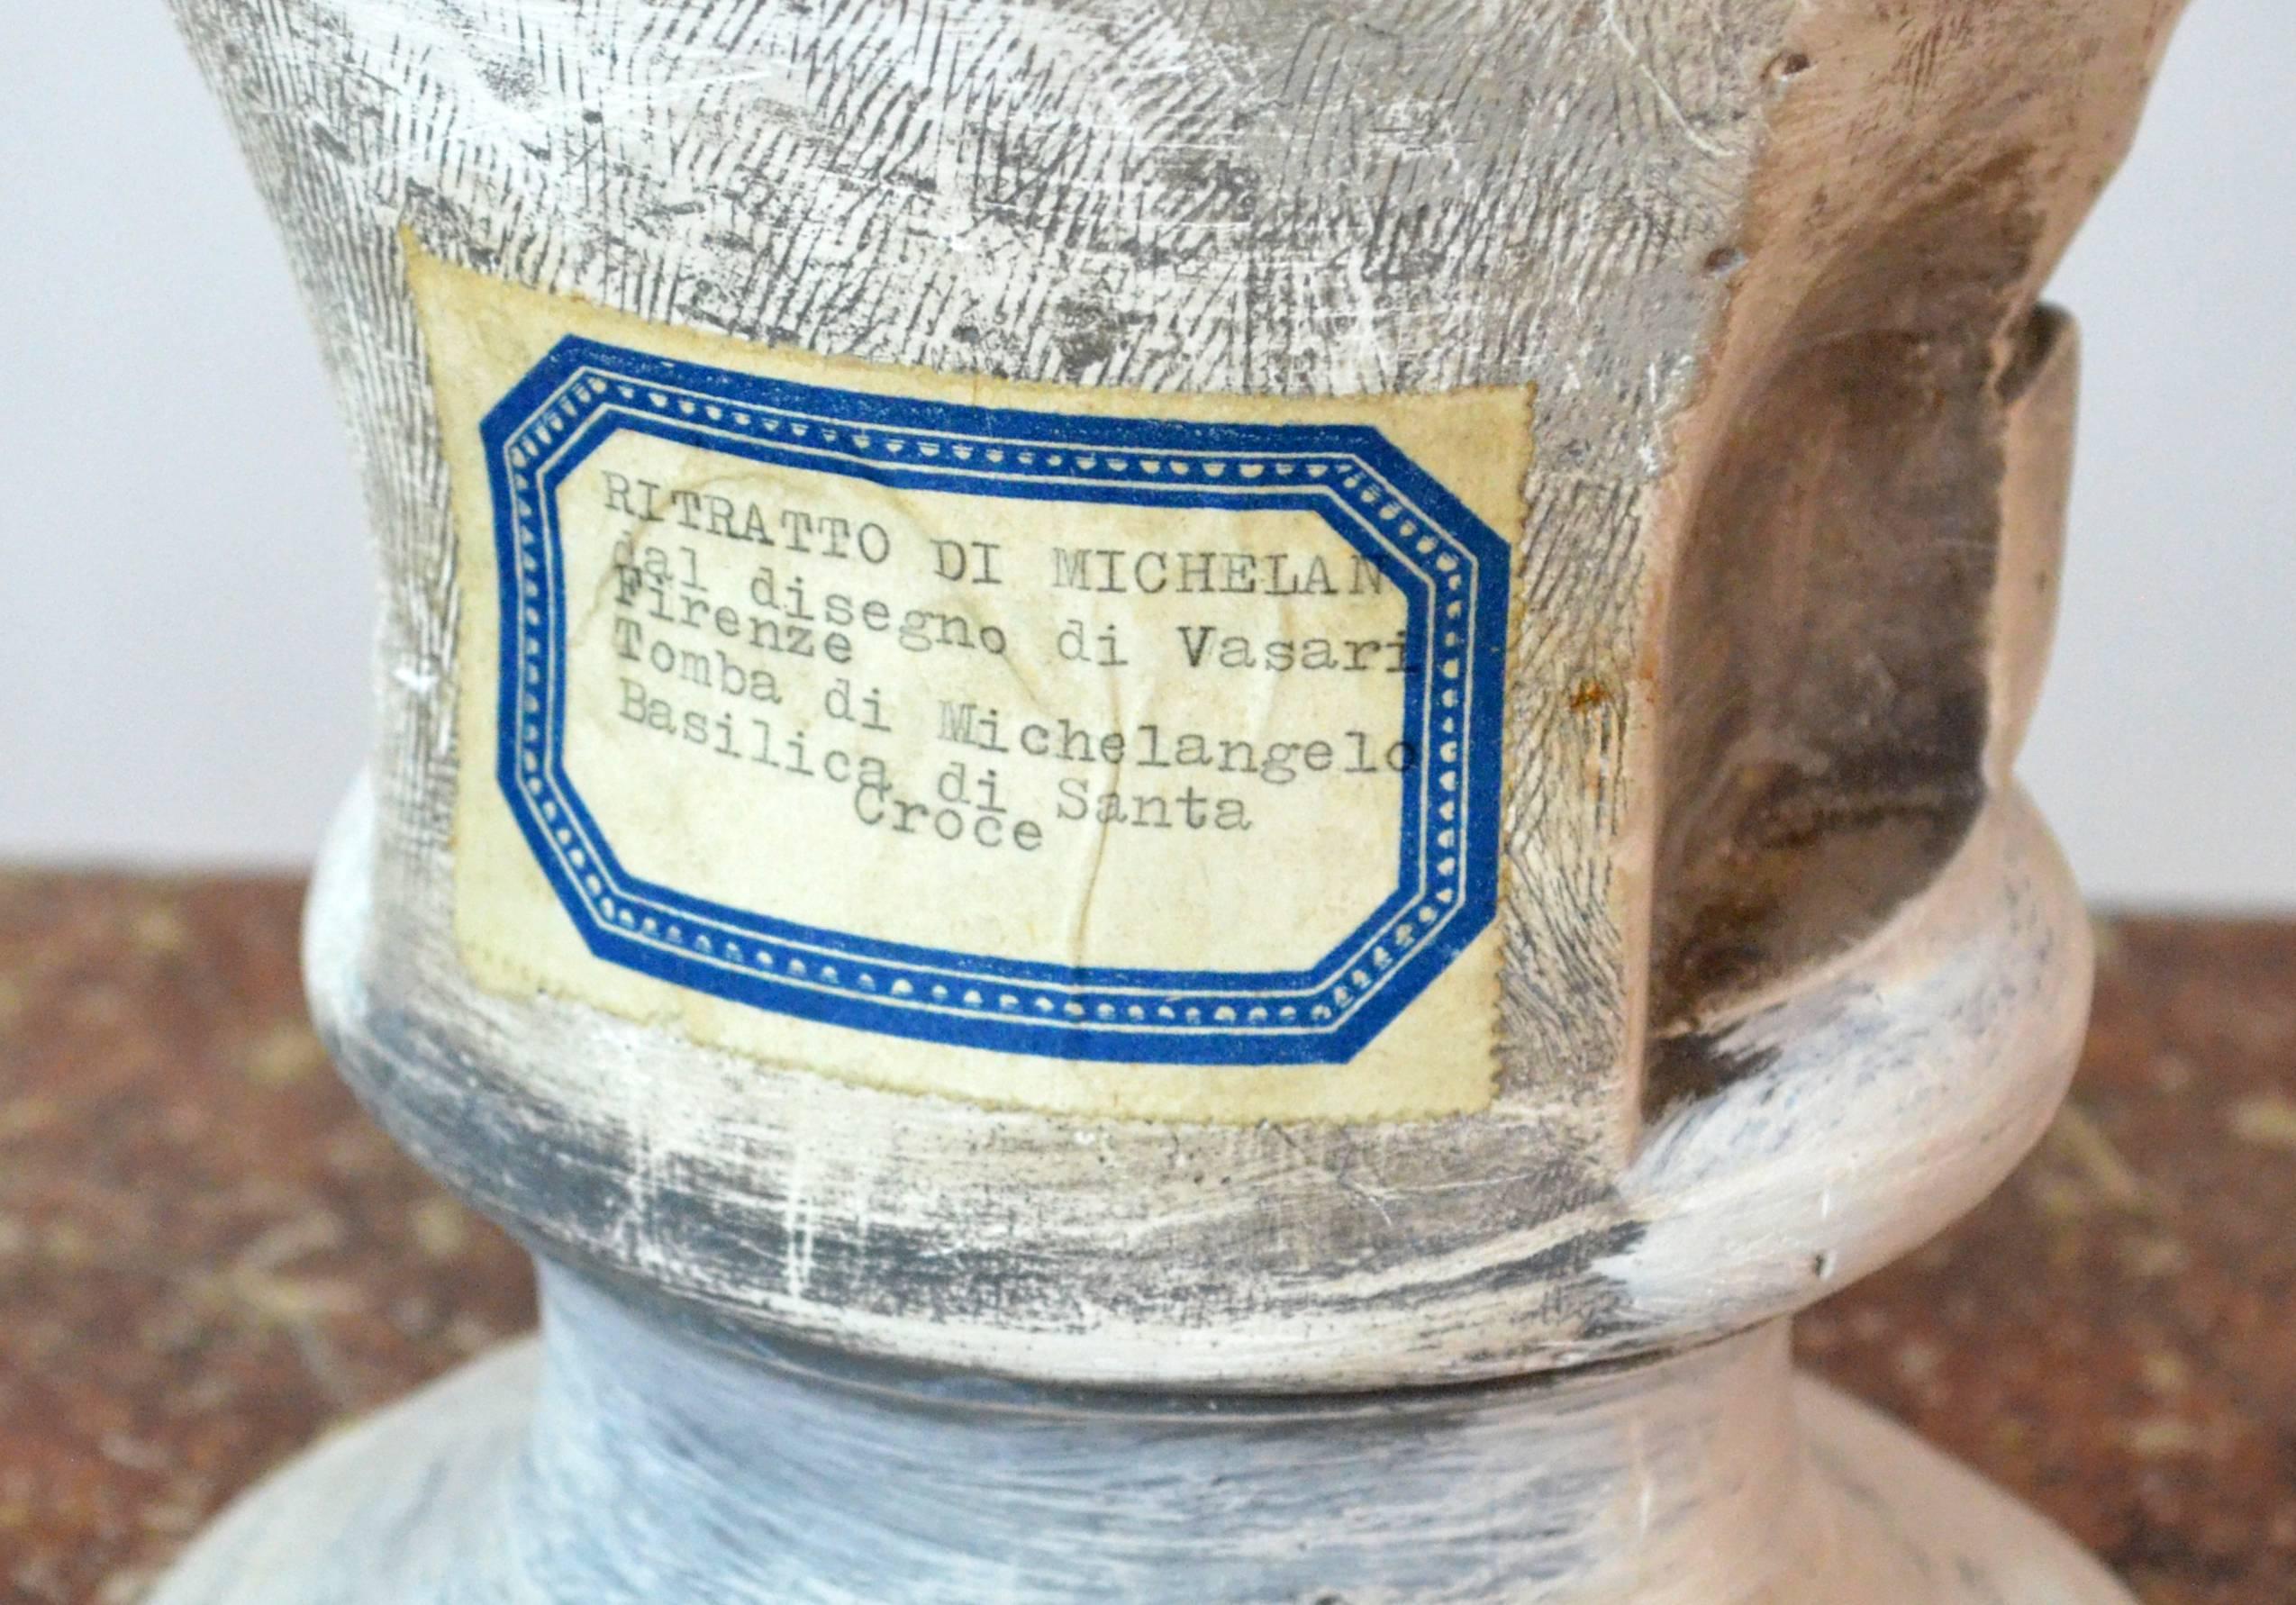 RITRATTO DI MICHELAN
dal disegno di Vasari
Firenze
Tomba di Michelangelo
Basilica di Santa
Croce